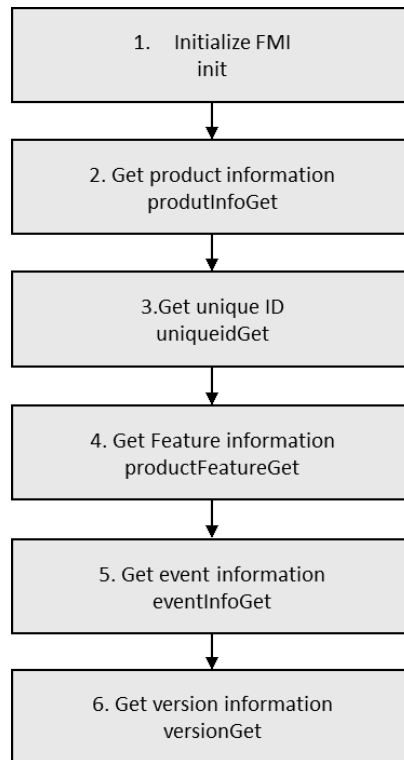 1. Initialize FMI
init
2. Get product information
produtInfoGet
3.Get unique ID
uniqueidGet
4. Get Feature information
productFeatureGet
5. Get event information
eventInfoGet
6. Get version information
versionGet